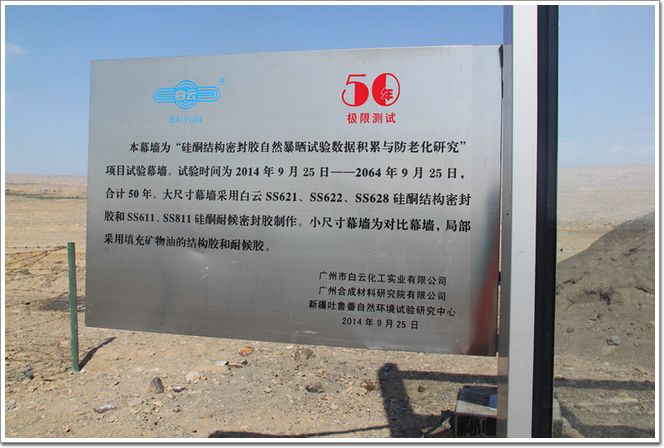 白云®
BAIYUN
50年
极限测试
本幕墙为“硅酮结构密封胶自然暴晒试验数据积累与防老化研究”
项目试验幕墙。试验时间为2014年9月25日——2064年9月25日，
合计50年。大尺寸幕墙采用白云SS621、SS622、SS628硅酮结构密封
胶和SS611、SS811硅酮耐候密封胶制作。小尺寸幕墙为对比幕墙，局部
采用填充矿物油的结构胶和耐候胶。
广州市白云化工实业有限公司
广州合成材料研究院有限公司
新疆吐鲁番自然环境试验研究中心
2014年9月25日